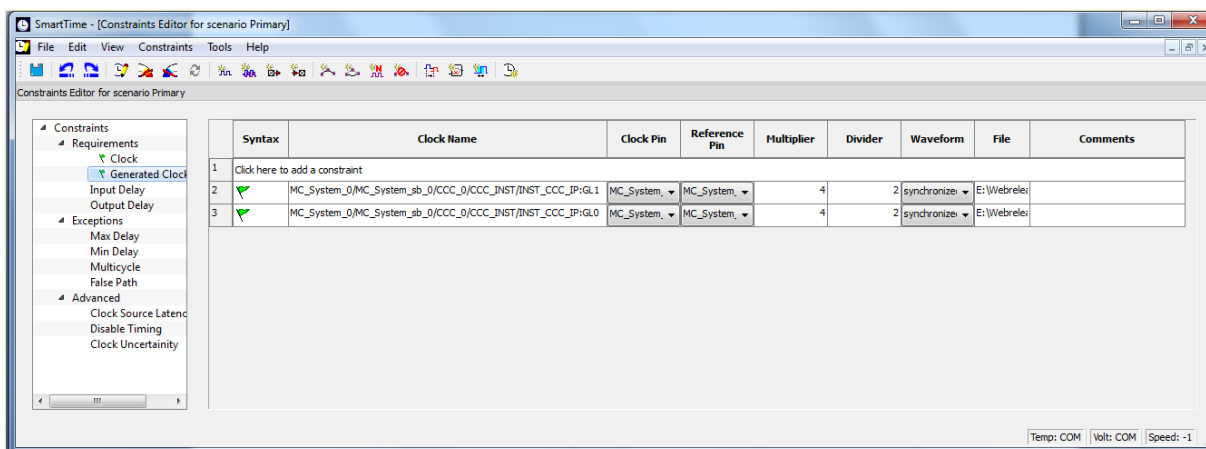 SmartTime - [Constraints Editor for scenario Primary]
File Edit View Constraints Tools Help
Constraints Editor for scenario Primary
Constraints
Requirements
Clock
Generated Clock
Input Delay
Output Delay
Exceptions
Max Delay
Min Delay
Multicycle
False Path
Advanced
Clock Source Latenc
Disable Timing
Clock Uncertainity
Syntax Clock Name Clock Pin Reference Pin Multiplier Divider Waveform File Comments
1 Click here to add a constraint
2 MC_System_0/MC_System_sb_0/CCC_0/CCC_INST/INST_CCC_IP:GL1 MC_System_ MC_System_ 4 2 synchronize E:\Webrelea
3 MC_System_0/MC_System_sb_0/CCC_0/CCC_INST/INST_CCC_IP:GL0 MC_System_ MC_System_ 4 2 synchronize E:\Webrelea
Temp: COM Volt: COM Speed: -1